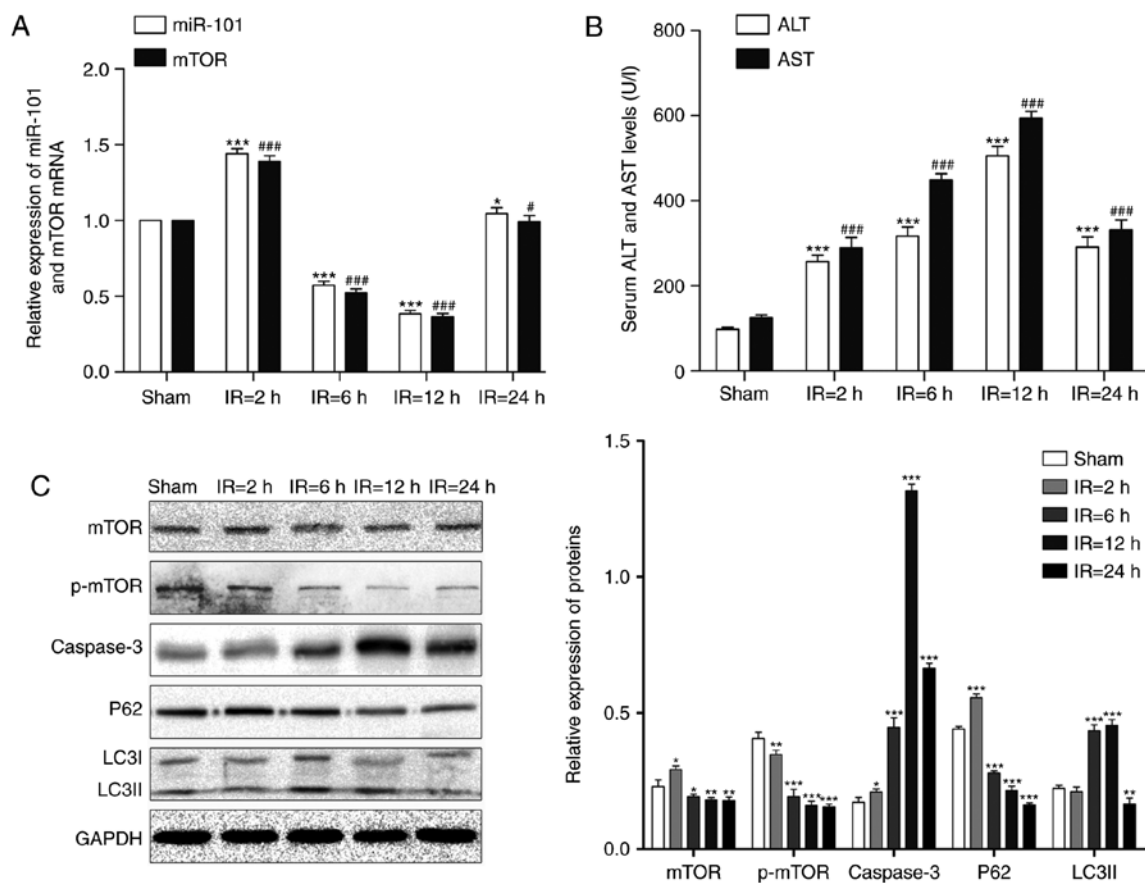 A
miR-101
mTOR
Relative expression of miR-101
and mTOR mRNA
2.0
1.5
1.0
0.5
0.0
*** ### *** ### *** ### * #
Sham IR=2 h IR=6 h IR=12 h IR=24 h
B
ALT
AST
Serum ALT and AST levels (U/l)
800
600
400
200
0
*** ### *** ### *** ### *** ###
Sham IR=2 h IR=6 h IR=12 h IR=24 h
C
Sham IR=2 h IR=6 h IR=12 h IR=24 h
mTOR
p-mTOR
Caspase-3
P62
LC3I
LC3II
GAPDH
Relative expression of proteins
1.5
1.0
0.5
0.0
Sham
IR=2 h
IR=6 h
IR=12 h
IR=24 h
* * ** ** ** *** *** *** * *** *** *** *** *** *** *** *** *** **
mTOR p-mTOR Caspase-3 P62 LC3II